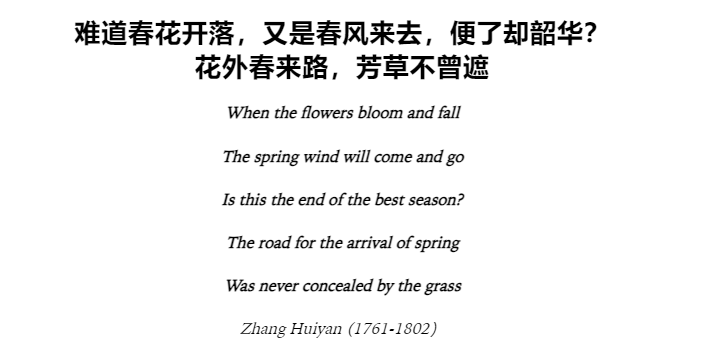 难道春花开落，又是春风来去，便了却韶华？
花外春来路，芳草不曾遮
When the flowers bloom and fall
The spring wind will come and go
Is this the end of the best season?
The road for the arrival of spring
Was never concealed by the grass
Zhang Huiyan (1761-1802)